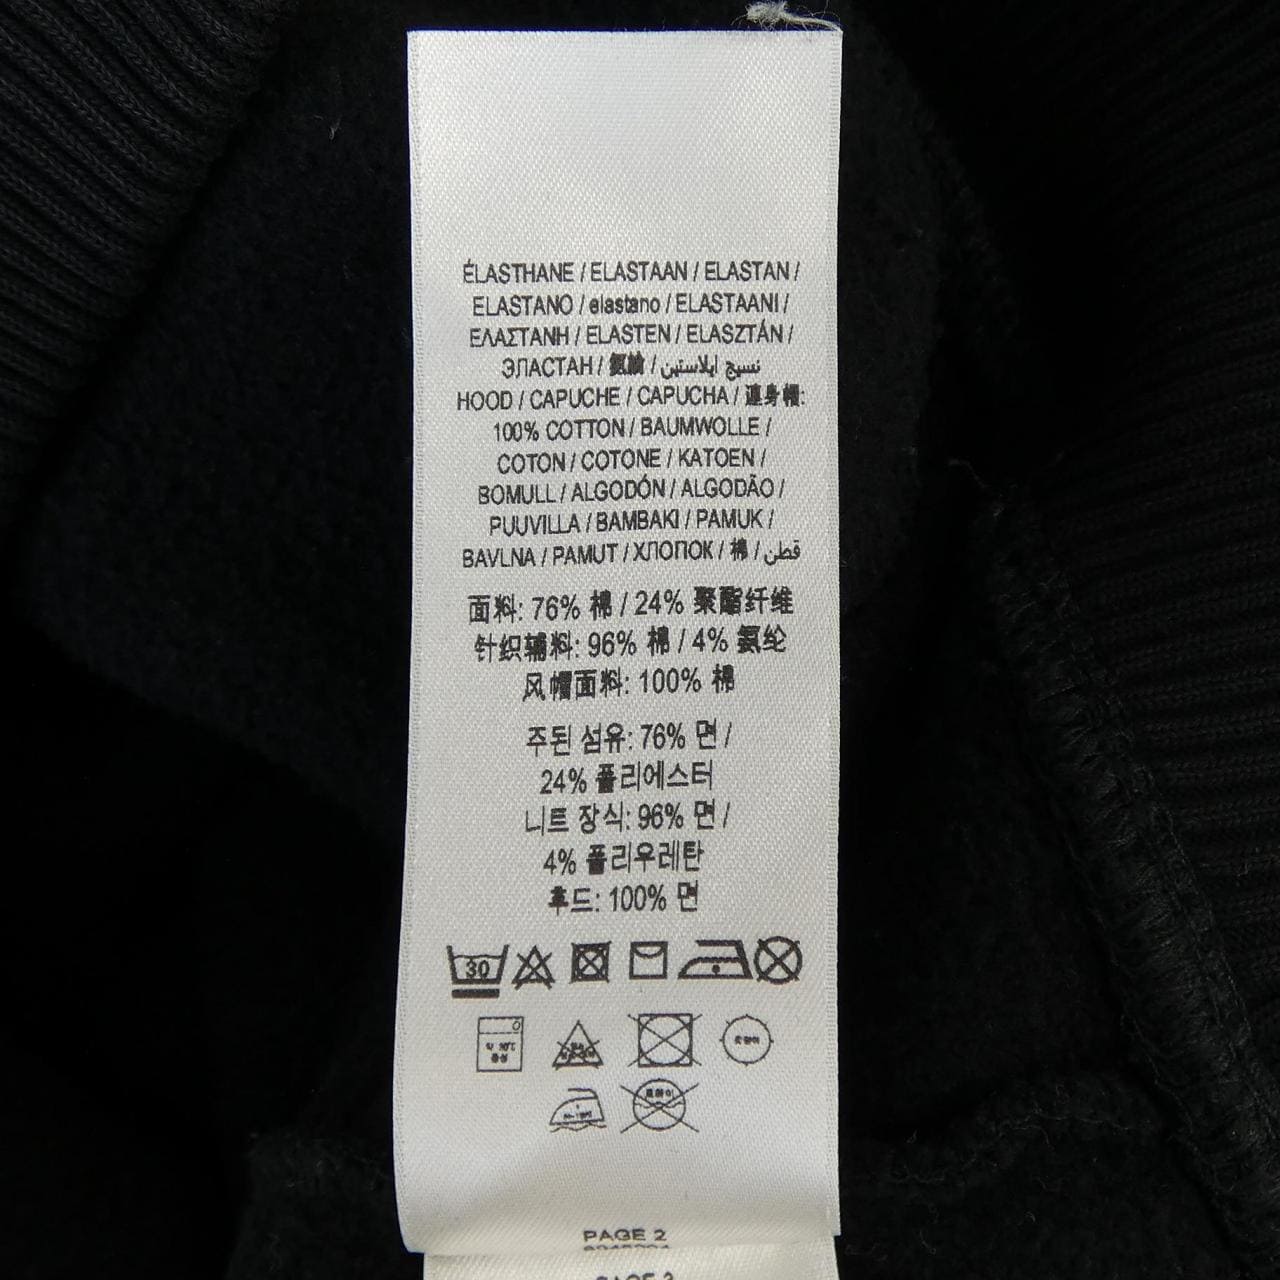 ÉLASTHANE / ELASTAAN / ELASTAN /
ELASTANO / elastano / ELASTAANI /
ΕΛΑΣΤΑΝΗ / ELASTEN / ELASZTÁN /
ЭЛАСТАН / 氨綸 / نسيج ايلاستين
HOOD / CAPUCHE / CAPUCHA / 連身帽:
100% COTTON / BAUMWOLLE /
COTON / COTONE / KATOEN /
BOMULL / ALGODÓN / ALGODÃO /
PUUVILLA / BAMBAKI / PAMUK /
BAVLNA / PAMUT / ХЛОПОК / 棉 / قطن
面料: 76% 棉 / 24% 聚酯纤维
针织辅料: 96% 棉 / 4% 氨纶
风帽面料: 100% 棉
주된 섬유: 76% 면 /
24% 폴리에스터
니트 장식: 96% 면 /
4% 폴리우레탄
후드: 100% 면
30
PAGE 2
PAGE 3